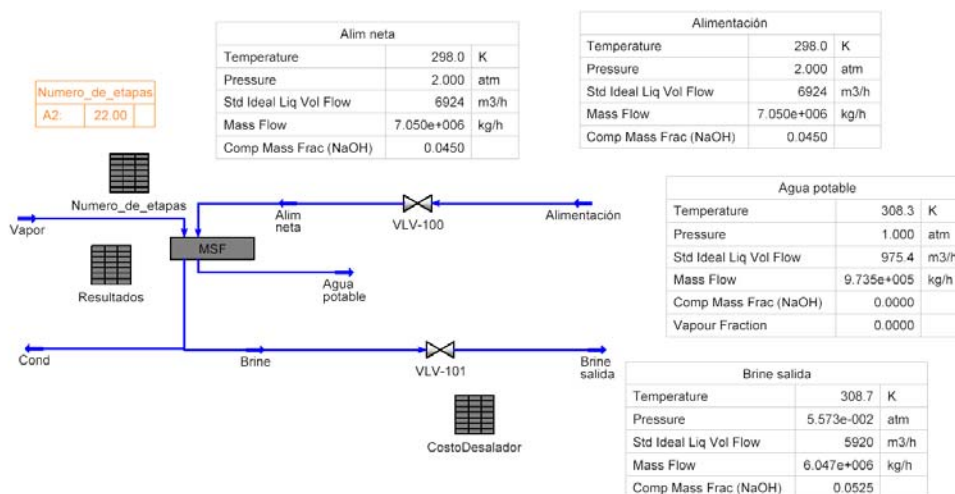 Alim neta
Temperature 298.0 K
Pressure 2.000 atm
Std Ideal Liq Vol Flow 6924 m3/h
Mass Flow 7.050e+006 kg/h
Comp Mass Frac (NaOH) 0.0450
Alimentación
Temperature 298.0 K
Pressure 2.000 atm
Std Ideal Liq Vol Flow 6924 m3/h
Mass Flow 7.050e+006 kg/h
Comp Mass Frac (NaOH) 0.0450
Numero_de_etapas
A2: 22.00
Numero_de_etapas
Vapor
Alim
neta
VLV-100
Alimentación
MSF
Resultados
Agua
potable
Agua potable
Temperature 308.3 K
Pressure 1.000 atm
Std Ideal Liq Vol Flow 975.4 m3/h
Mass Flow 9.735e+005 kg/h
Comp Mass Frac (NaOH) 0.0000
Vapour Fraction 0.0000
Cond
Brine
VLV-101
Brine
salida
CostoDesalador
Brine salida
Temperature 308.7 K
Pressure 5.573e-002 atm
Std Ideal Liq Vol Flow 5920 m3/h
Mass Flow 6.047e+006 kg/h
Comp Mass Frac (NaOH) 0.0525